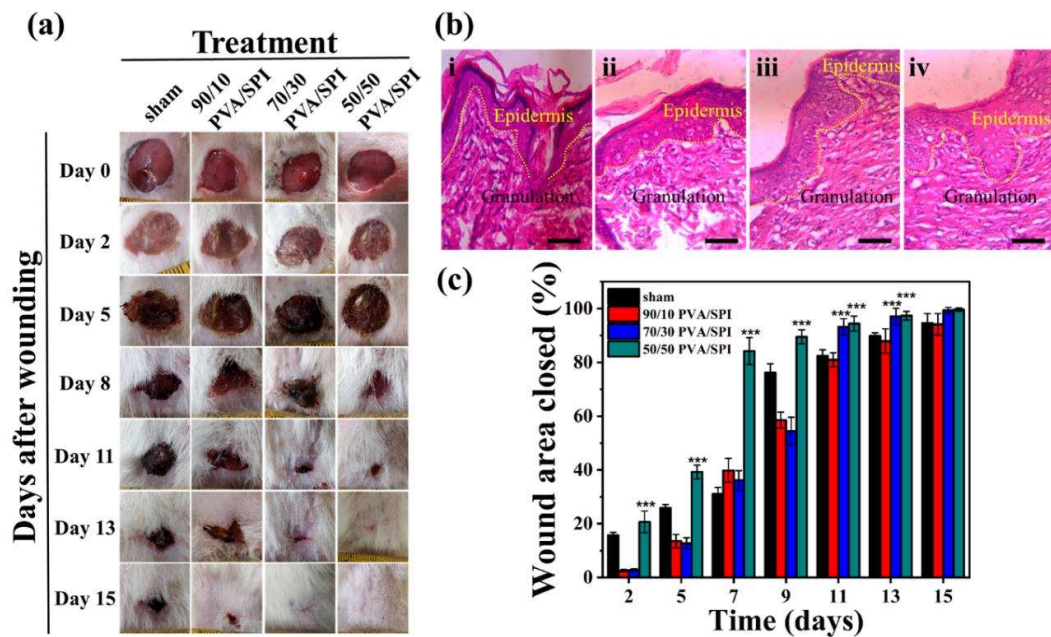 (a)
Treatment
sham
90/10
PVA/SPI
70/30
PVA/SPI
50/50
PVA/SPI
Days after wounding
Day 0
Day 2
Day 5
Day 8
Day 11
Day 13
Day 15
(b)
i
Epidermis
Granulation
ii
Epidermis
Granulation
iii
Epidermis
Granulation
iv
Epidermis
Granulation
(c)
Wound area closed (%)
100
80
60
40
20
0
sham
90/10 PVA/SPI
70/30 PVA/SPI
50/50 PVA/SPI
***
***
***
***
***
***
***
***
2
5
7
9
11
13
15
Time (days)